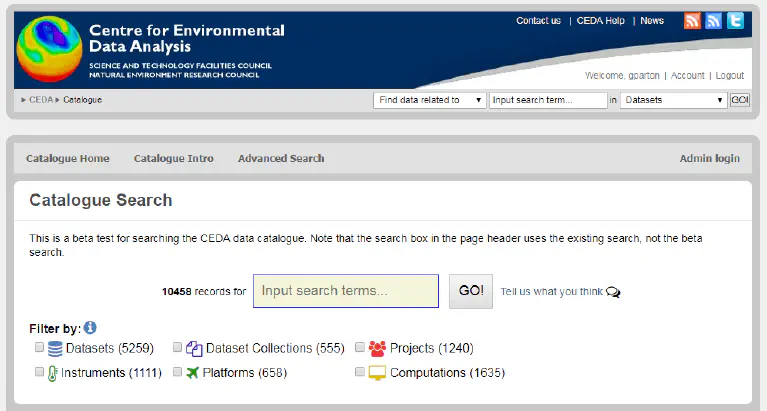 Centre for Environmental
Data Analysis
SCIENCE AND TECHNOLOGY FACILITIES COUNCIL
NATURAL ENVIRONMENT RESEARCH COUNCIL
Contact us | CEDA Help | News
Welcome, gparton | Account | Logout
CEDA Catalogue
Find data related to Input search term... in Datasets GO!
Catalogue Home Catalogue Intro Advanced Search Admin login
Catalogue Search
This is a beta test for searching the CEDA data catalogue. Note that the search box in the page header uses the existing search, not the beta
search.
10458 records for Input search terms... GO! Tell us what you think
Filter by:
Datasets (5259) Dataset Collections (555) Projects (1240)
Instruments (1111) Platforms (658) Computations (1635)